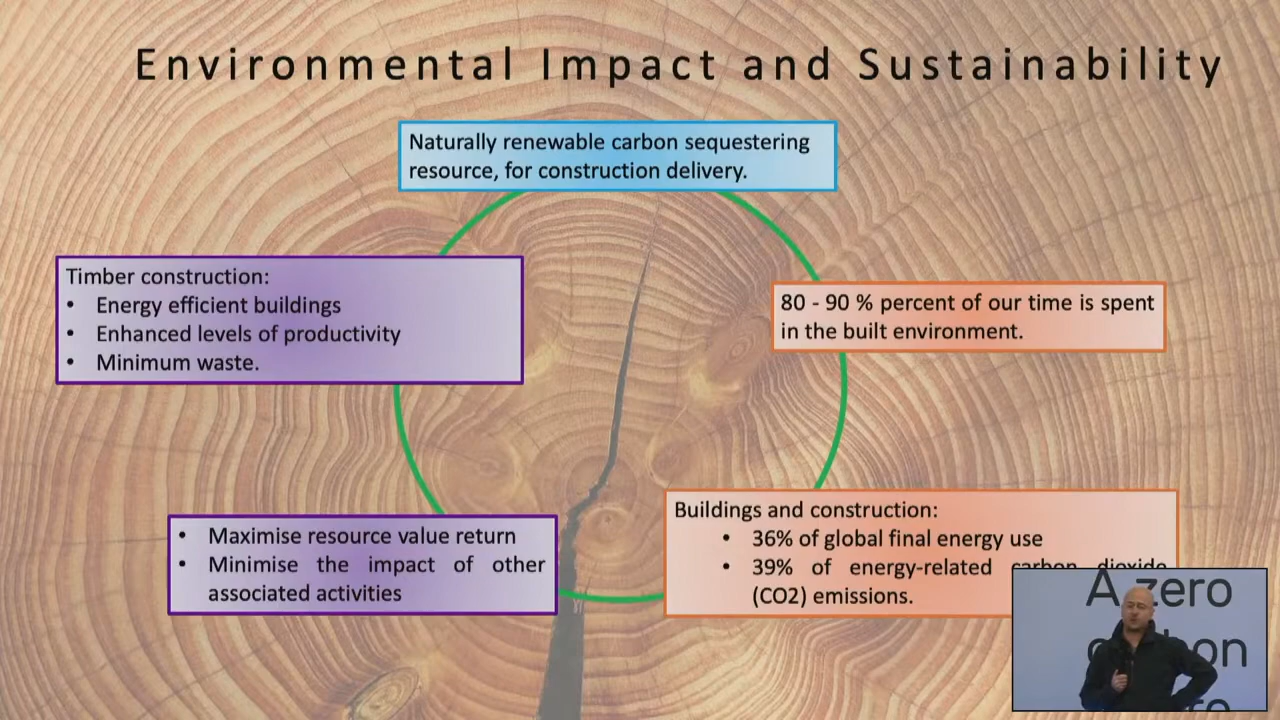 Environmental Impact and Sustainability
Naturally renewable carbon sequestering
resource, for construction delivery.
Timber construction:
• Energy efficient buildings
• Enhanced levels of productivity
• Minimum waste.
80 - 90 % percent of our time is spent
in the built environment.
• Maximise resource value return
• Minimise the impact of other
associated activities
Buildings and construction:
• 36% of global final energy use
• 39% of energy-related carbon dioxide
(CO2) emissions.
A zero